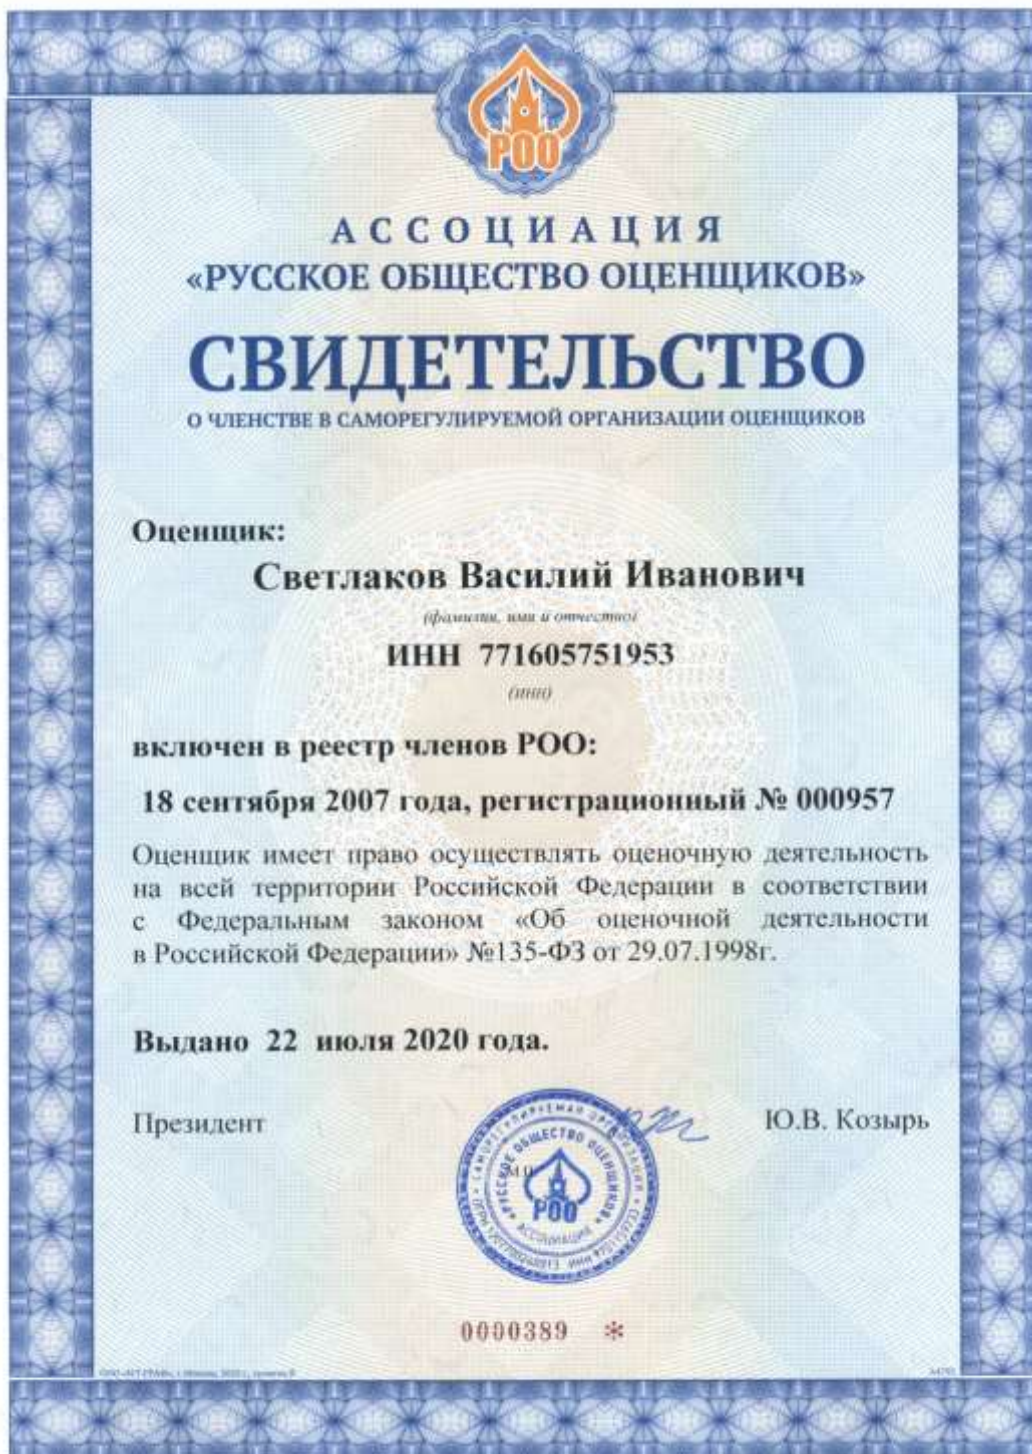 РОО
АССОЦИАЦИЯ
«РУССКОЕ ОБЩЕСТВО ОЦЕНЩИКОВ»
СВИДЕТЕЛЬСТВО
О ЧЛЕНСТВЕ В САМОРЕГУЛИРУЕМОЙ ОРГАНИЗАЦИИ ОЦЕНЩИКОВ
Оценщик:
Светлаков Василий Иванович
(фамилия, имя и отчество)
ИНН 771605751953
(инн)
включен в реестр членов РОО:
18 сентября 2007 года, регистрационный № 000957
Оценщик имеет право осуществлять оценочную деятельность
на всей территории Российской Федерации в соответствии
с Федеральным законом «Об оценочной деятельности
в Российской Федерации» №135-ФЗ от 29.07.1998г.
Выдано 22 июля 2020 года.
Президент
Ю.В. Козырь
САМОРЕГУЛИРУЕМАЯ ОРГАНИЗАЦИЯ
«РУССКОЕ ОБЩЕСТВО ОЦЕНЩИКОВ»
РОО
АССОЦИАЦИЯ
0000389 *